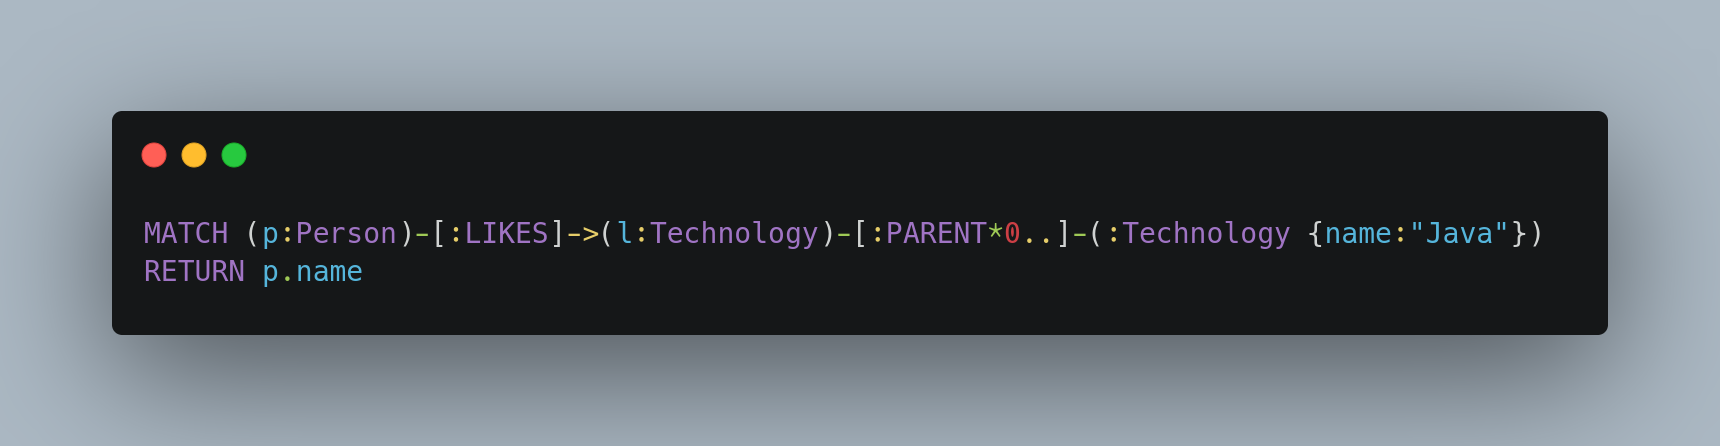 MATCH (p:Person)-[:LIKES]->(l:Technology)-[:PARENT*0..]-(:Technology {name:"Java"})
RETURN p.name